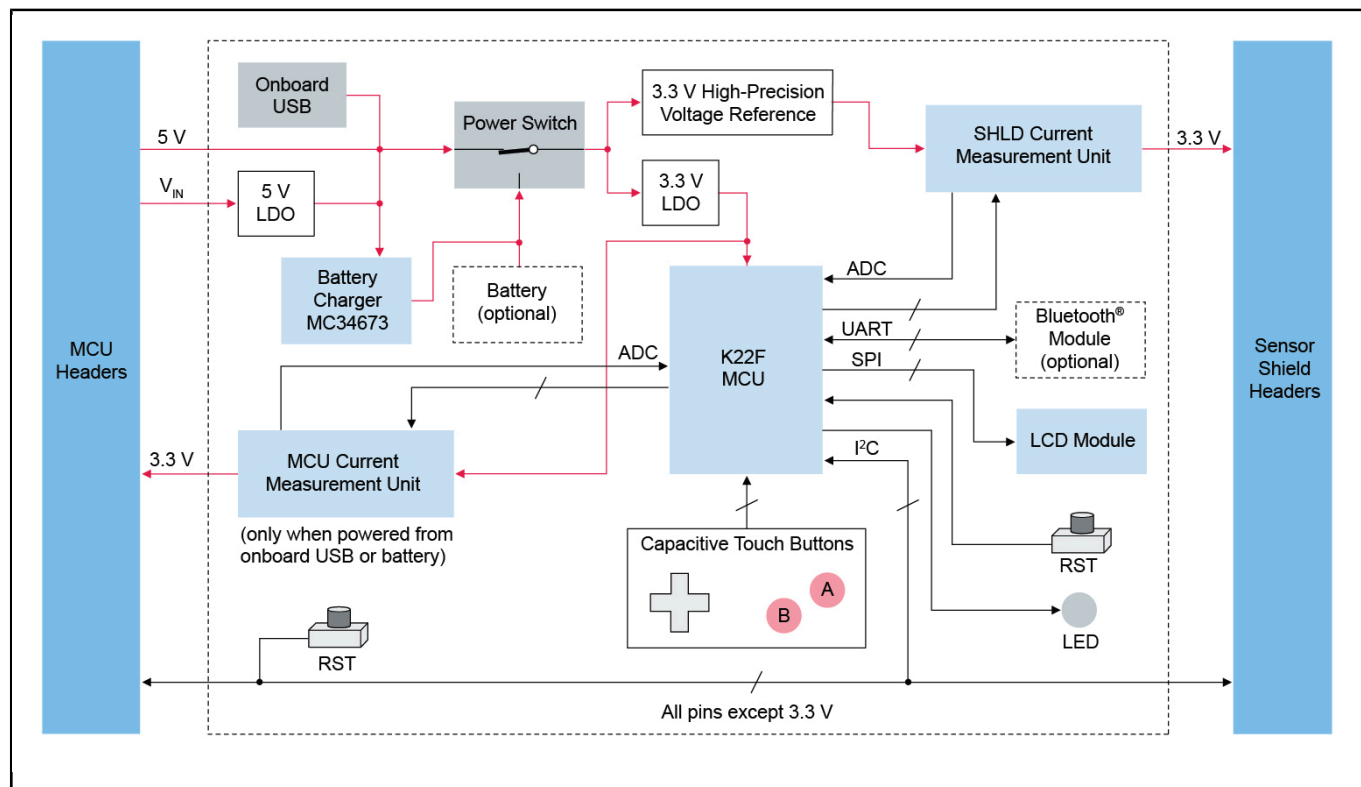 Onboard
USB
5 V
V_IN
5 V
LDO
Power Switch
3.3 V High-Precision
Voltage Reference
3.3 V
LDO
SHLD Current
Measurement Unit
3.3 V
Battery
Charger
MC34673
Battery
(optional)
MCU
Headers
ADC
K22F
MCU
ADC
UART
SPI
I²C
Bluetooth®
Module
(optional)
LCD Module
Sensor
Shield
Headers
3.3 V
MCU Current
Measurement Unit
(only when powered from
onboard USB or battery)
Capacitive Touch Buttons
A
B
RST
LED
RST
All pins except 3.3 V